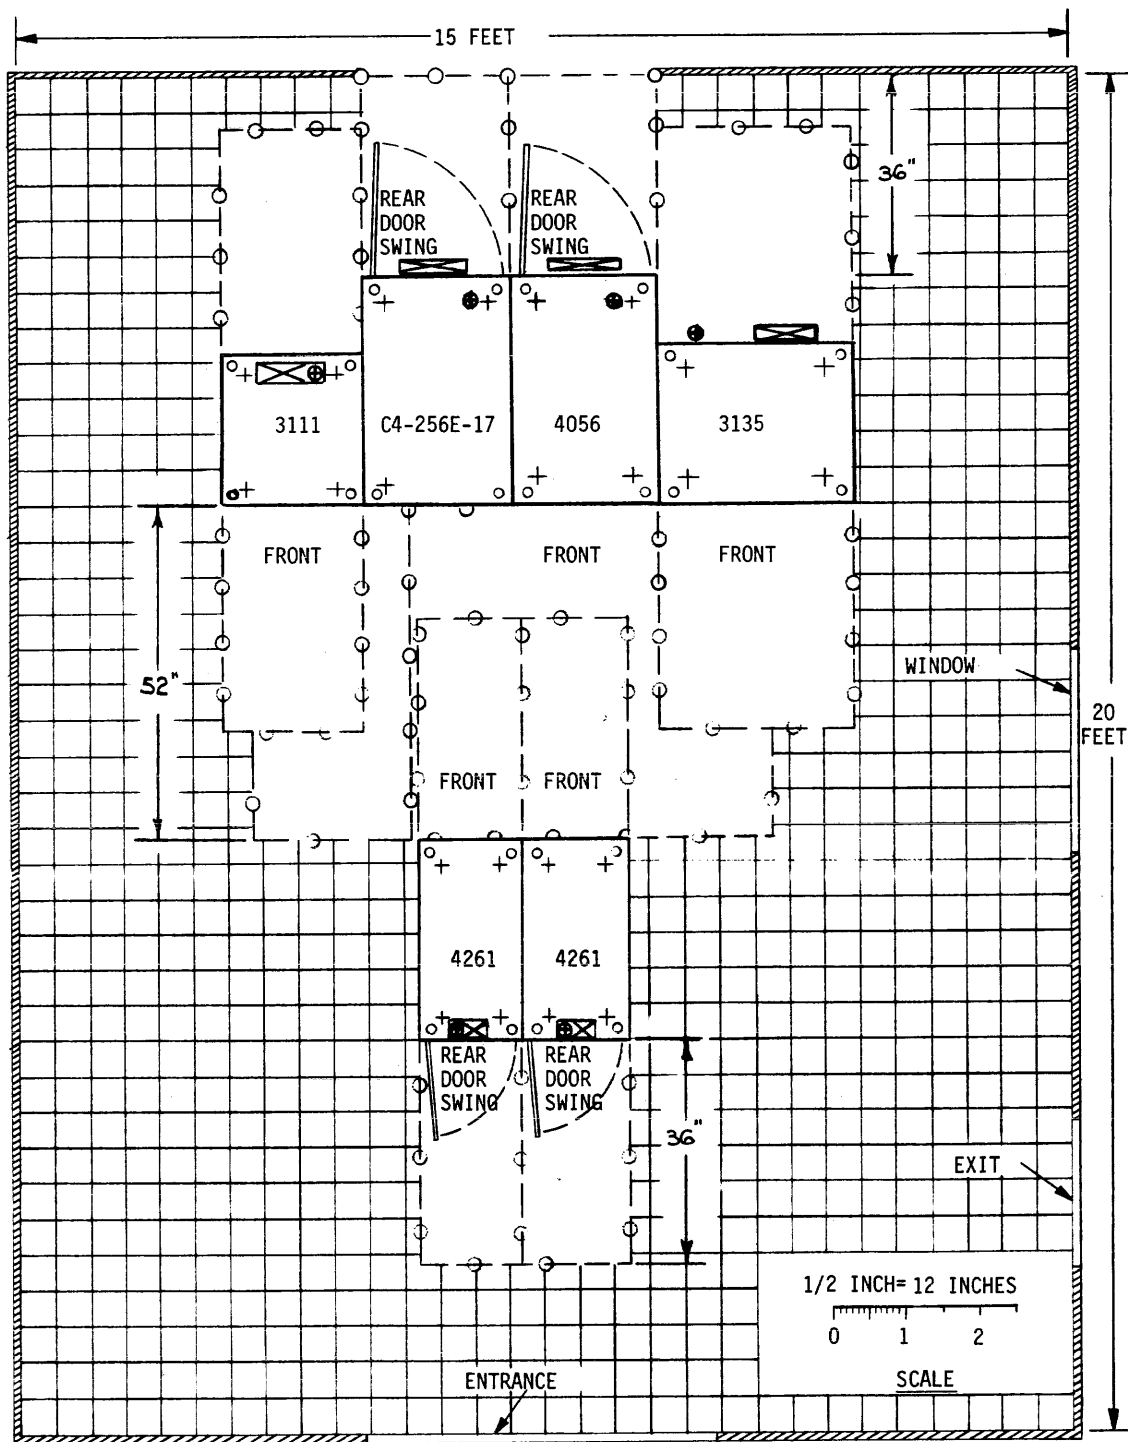 15 FEET
36"
REAR
DOOR
SWING
REAR
DOOR
SWING
3111
C4-256E-17
4056
3135
FRONT
FRONT
FRONT
52"
WINDOW
20
FEET
FRONT
FRONT
4261
4261
REAR
DOOR
SWING
REAR
DOOR
SWING
36"
EXIT
1/2 INCH= 12 INCHES
0 1 2
SCALE
ENTRANCE